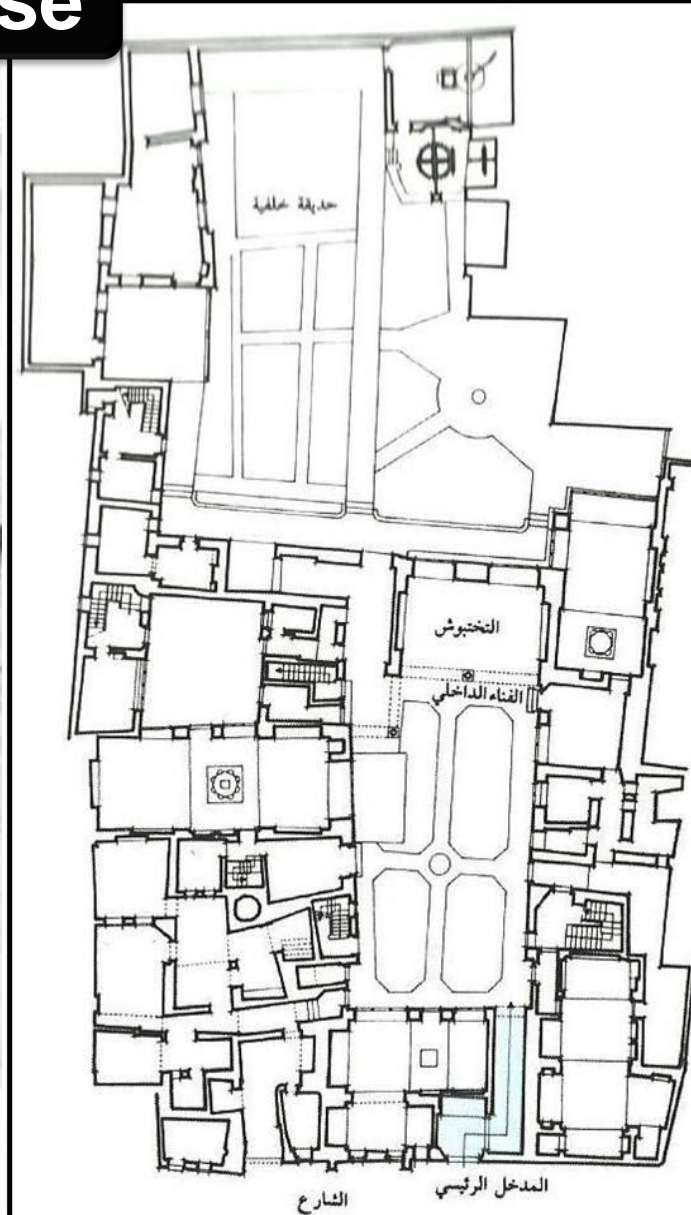 se
حديقة خلفية
التختبوش
الفناء الداخلي
المدخل الرئيسي
الشارع